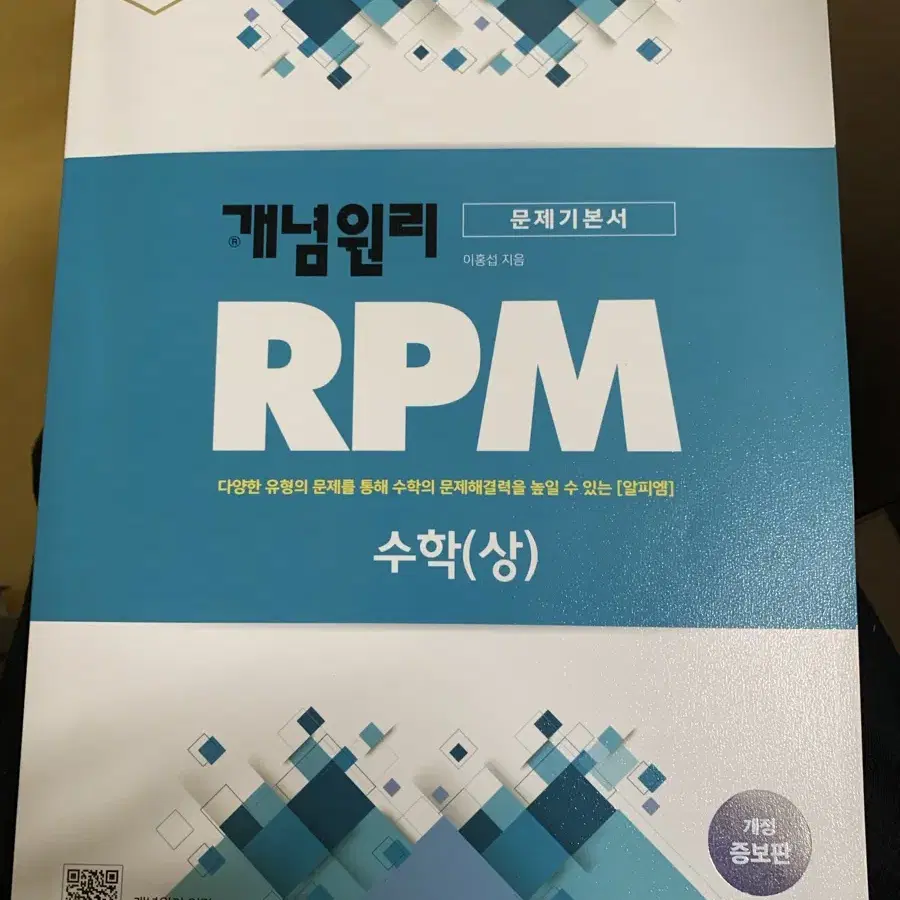 개념원리®
문제기본서
이홍섭 지음
RPM
다양한 유형의 문제를 통해 수학의 문제해결력을 높일 수 있는 [알피엠]
수학(상)
개정
증보판